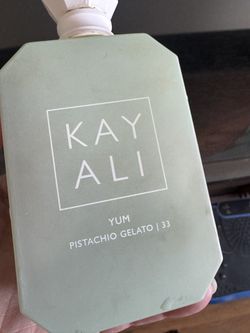 KAY
ALI
YUM
PISTACHIO GELATO | 33